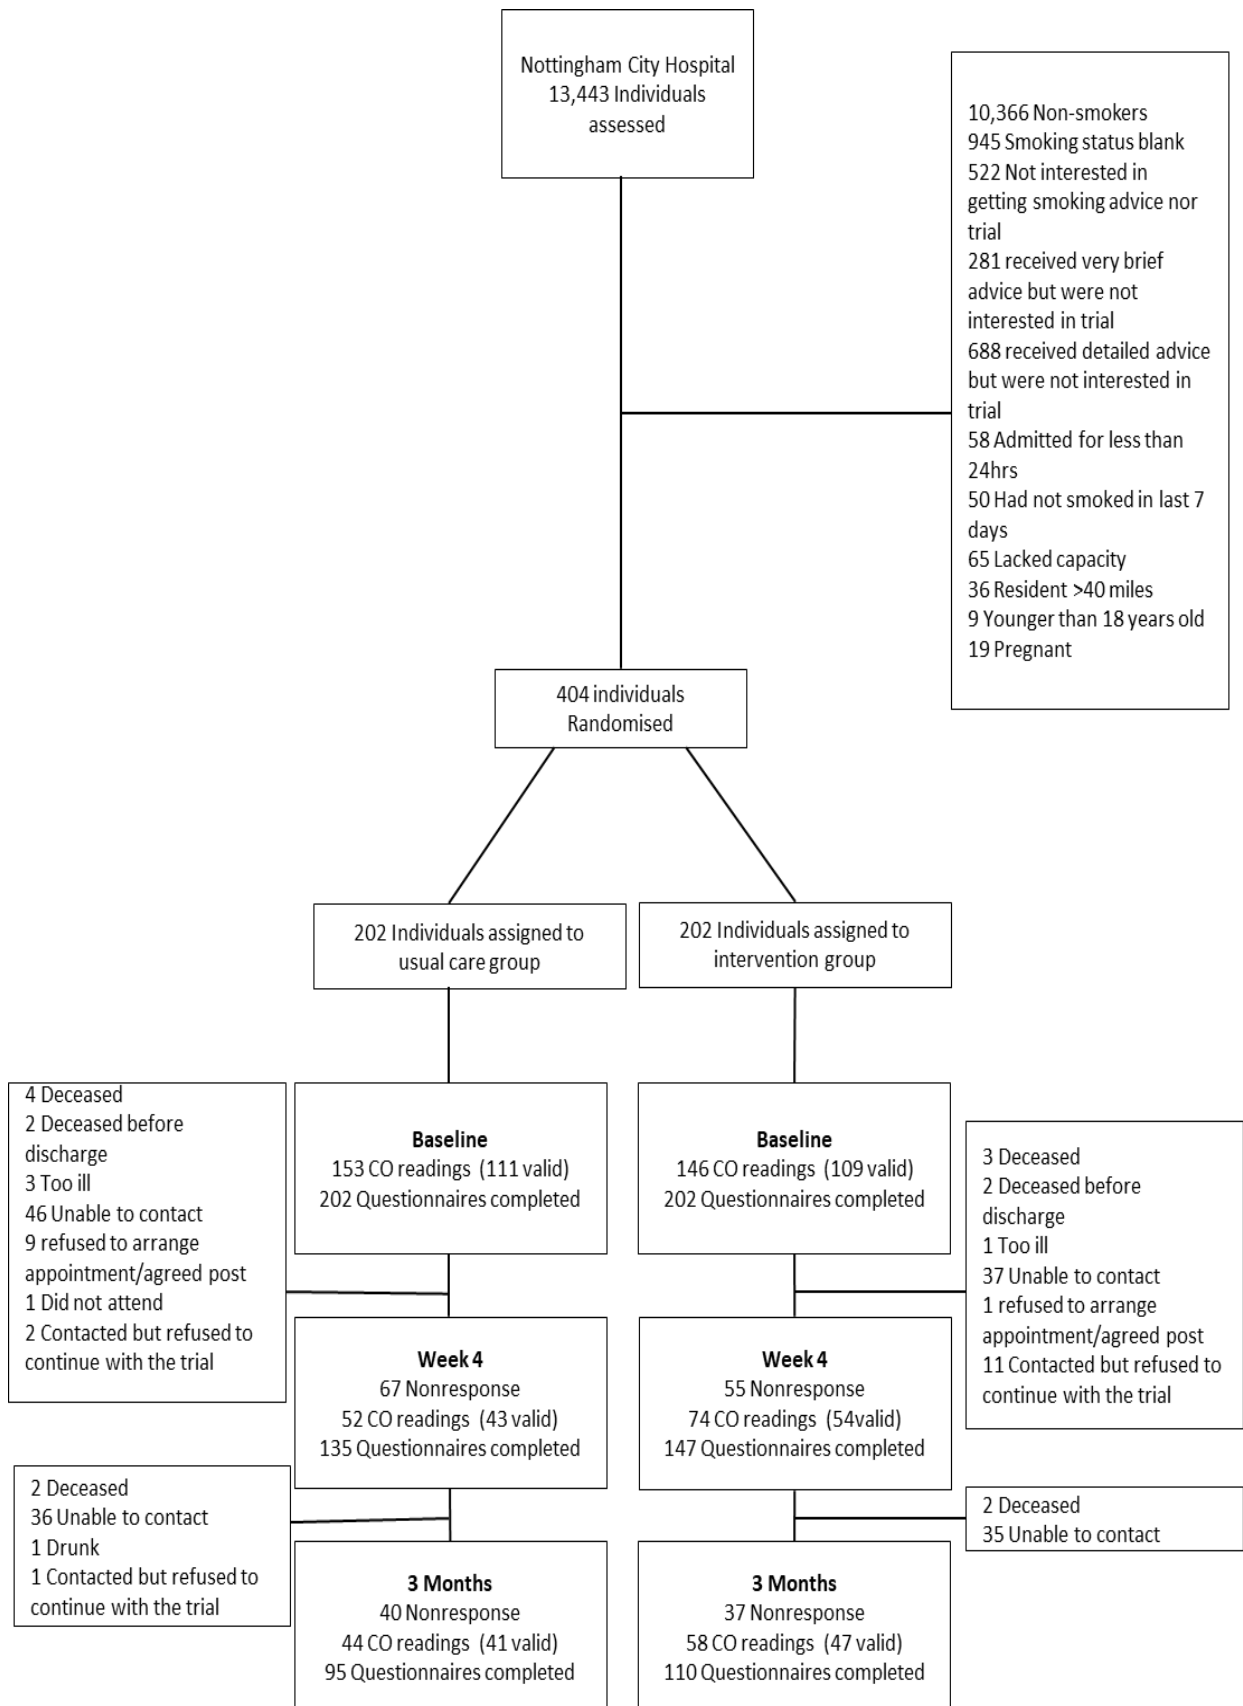 Nottingham City Hospital
13,443 Individuals
assessed
10,366 Non-smokers
945 Smoking status blank
522 Not interested in
getting smoking advice nor
trial
281 received very brief
advice but were not
interested in trial
688 received detailed advice
but were not interested in
trial
58 Admitted for less than
24hrs
50 Had not smoked in last 7
days
65 Lacked capacity
36 Resident >40 miles
9 Younger than 18 years old
19 Pregnant
404 individuals
Randomised
202 Individuals assigned to
usual care group
202 Individuals assigned to
intervention group
4 Deceased
2 Deceased before
discharge
3 Too ill
46 Unable to contact
9 refused to arrange
appointment/agreed post
1 Did not attend
2 Contacted but refused to
continue with the trial
Baseline
153 CO readings (111 valid)
202 Questionnaires completed
Baseline
146 CO readings (109 valid)
202 Questionnaires completed
3 Deceased
2 Deceased before
discharge
1 Too ill
37 Unable to contact
1 refused to arrange
appointment/agreed post
11 Contacted but refused to
continue with the trial
Week 4
67 Nonresponse
52 CO readings (43 valid)
135 Questionnaires completed
Week 4
55 Nonresponse
74 CO readings (54valid)
147 Questionnaires completed
2 Deceased
36 Unable to contact
1 Drunk
1 Contacted but refused to
continue with the trial
2 Deceased
35 Unable to contact
3 Months
40 Nonresponse
44 CO readings (41 valid)
95 Questionnaires completed
3 Months
37 Nonresponse
58 CO readings (47 valid)
110 Questionnaires completed